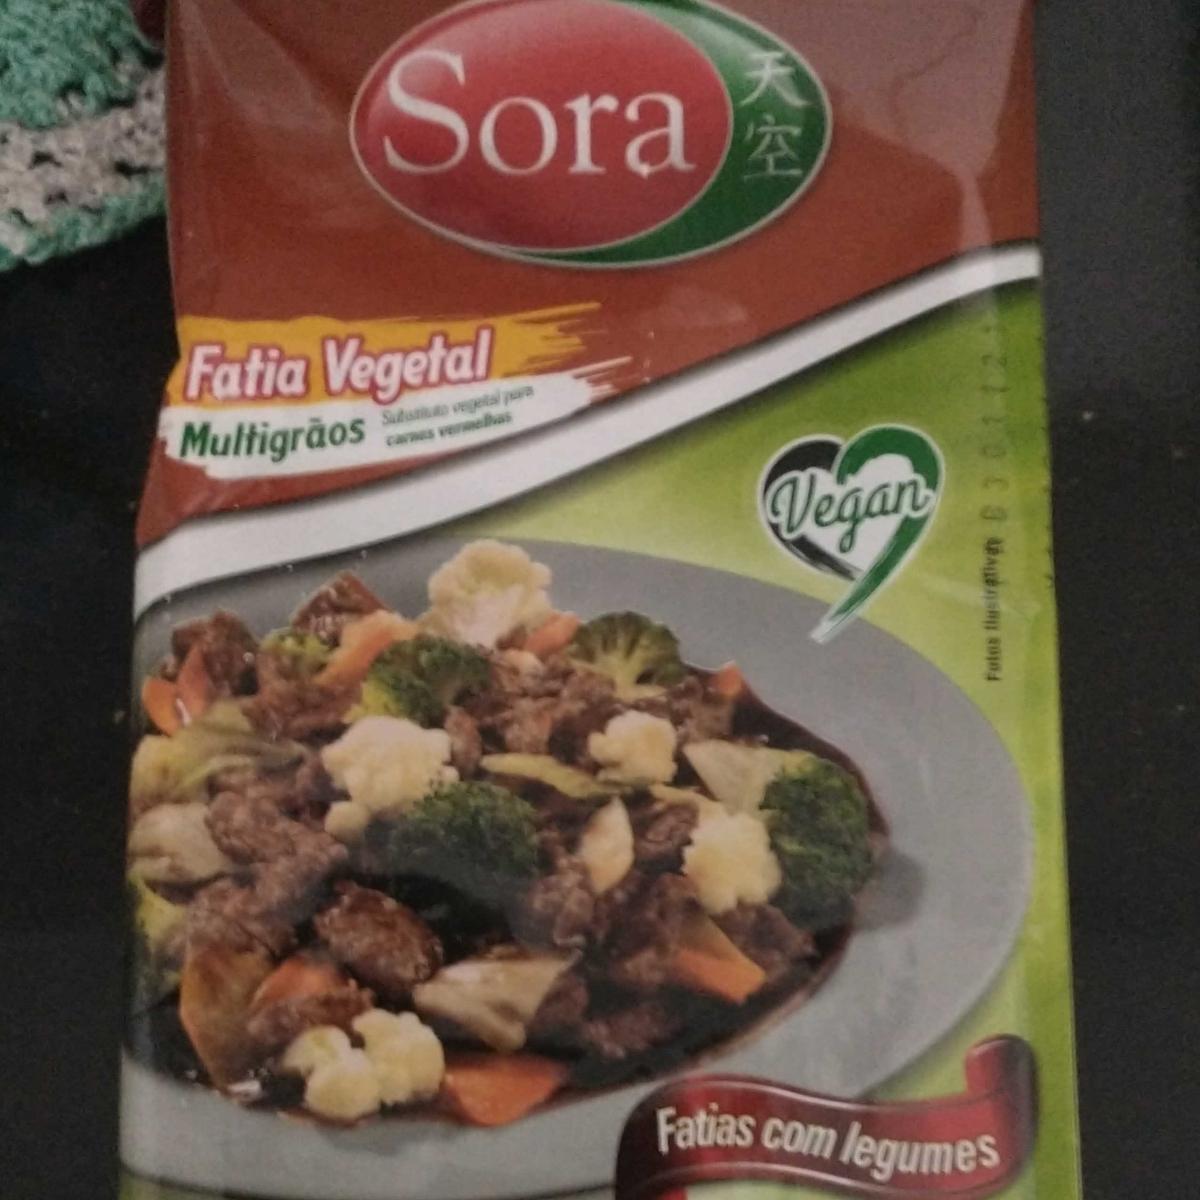 Sora
天空
Fatia Vegetal
Multigrãos
Substituto vegetal para
carnes vermelhas
Vegan
Fotos Ilustrativas
Fatias com legumes